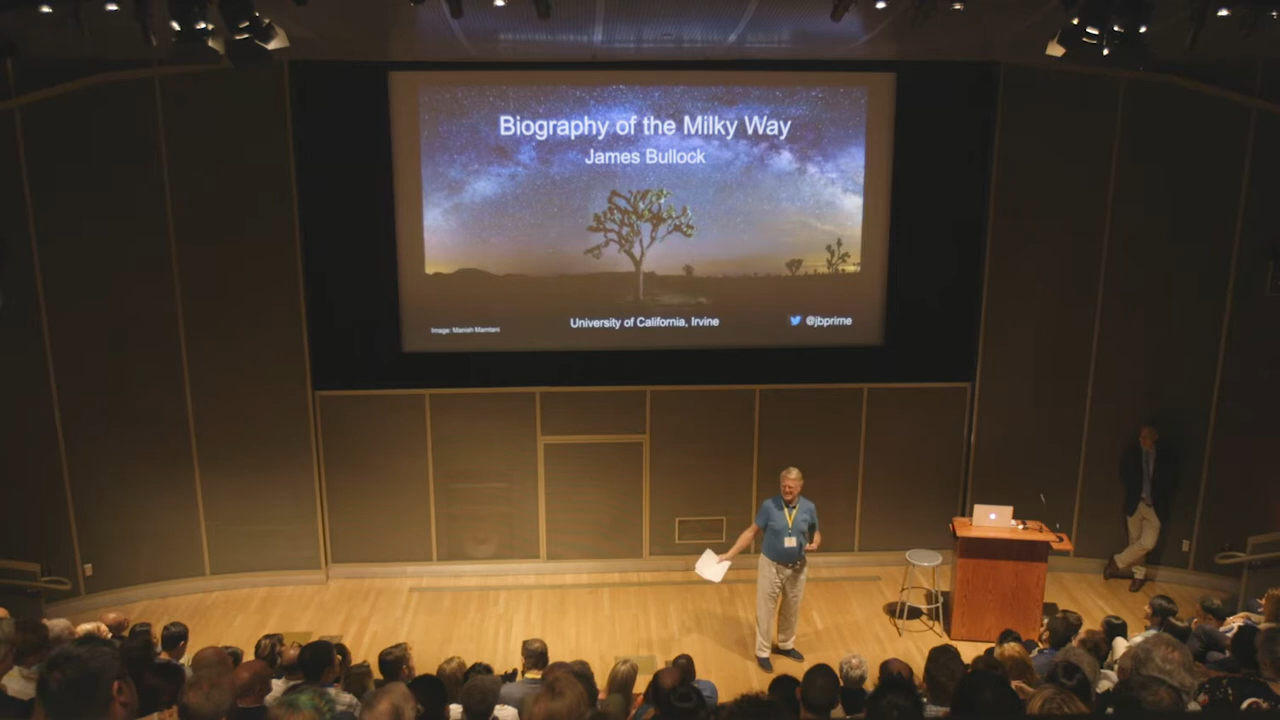 Biography of the Milky Way
James Bullock
Image: Manish Mamtani
University of California, Irvine
@jbprime